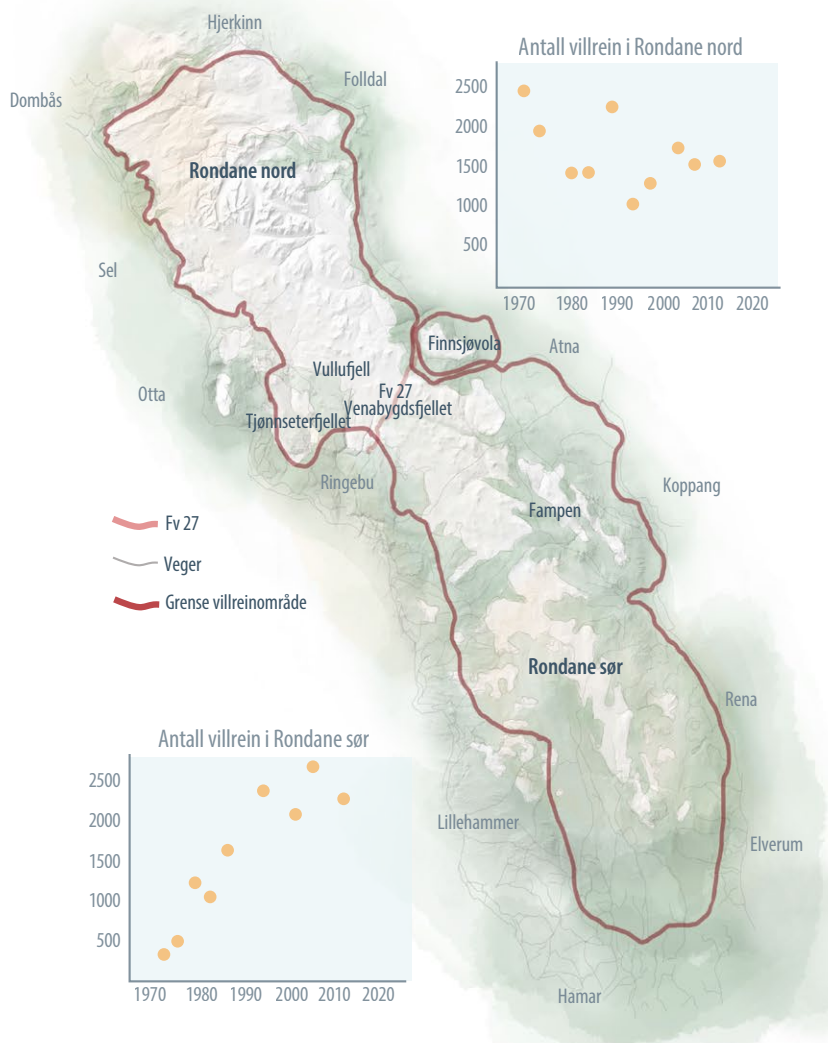 Hjerkinn
Antall villrein i Rondane nord
Folldal
Dombås
2500
2000
1500
1000
500
1970 1980 1990 2000 2010 2020
Rondane nord
Sel
Finnsjøvola
Atna
Vullufjell
Otta
Fv 27
Venabygdsfjellet
Tjønnseterfjellet
Ringebu
Koppang
Fampen
Fv 27
Veger
Grense villreinområde
Rondane sør
Rena
Antall villrein i Rondane sør
2500
2000
1500
1000
500
1970 1980 1990 2000 2010 2020
Lillehammer
Elverum
Hamar